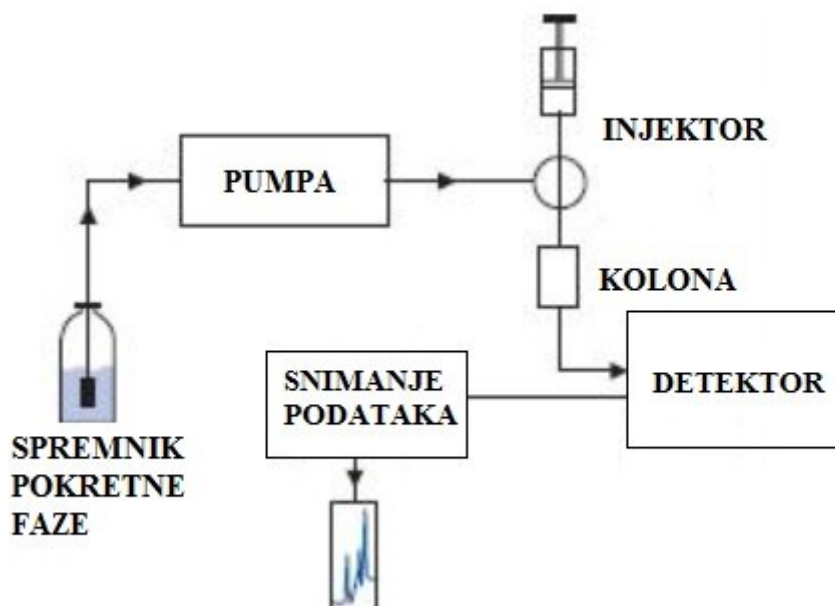 INJEKTOR
PUMPA
KOLONA
SNIMANJE
PODATAKA
DETEKTOR
SPREMNIK
POKRETNE
FAZE